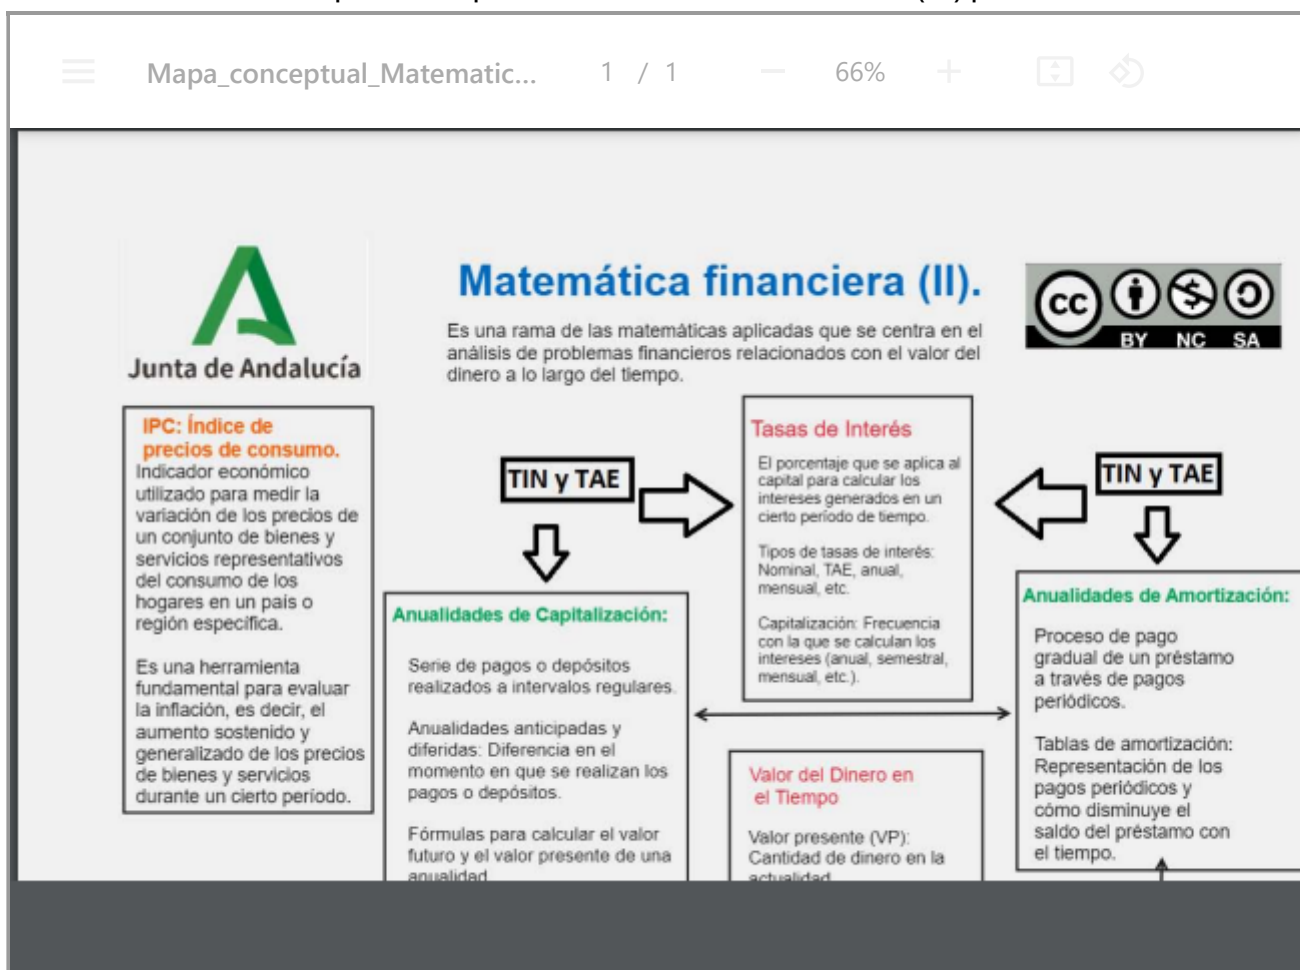 Mapa_conceptual_Matematic... 1 / 1 66%
Junta de Andalucía
Matemática financiera (II).
Es una rama de las matemáticas aplicadas que se centra en el
análisis de problemas financieros relacionados con el valor del
dinero a lo largo del tiempo.
cc
BY NC SA
IPC: Índice de
precios de consumo.
Indicador económico
utilizado para medir la
variación de los precios de
un conjunto de bienes y
servicios representativos
del consumo de los
hogares en un país o
región específica.
Es una herramienta
fundamental para evaluar
la inflación, es decir, el
aumento sostenido y
generalizado de los precios
de bienes y servicios
durante un cierto período.
TIN y TAE
Anualidades de Capitalización:
Serie de pagos o depósitos
realizados a intervalos regulares.
Anualidades anticipadas y
diferidas: Diferencia en el
momento en que se realizan los
pagos o depósitos.
Fórmulas para calcular el valor
futuro y el valor presente de una
anualidad
Tasas de Interés
El porcentaje que se aplica al
capital para calcular los
intereses generados en un
cierto período de tiempo.
Tipos de tasas de interés:
Nominal, TAE, anual,
mensual, etc.
Capitalización: Frecuencia
con la que se calculan los
intereses (anual, semestral,
mensual, etc.).
Valor del Dinero en
el Tiempo
Valor presente (VP):
Cantidad de dinero en la
actualidad
TIN y TAE
Anualidades de Amortización:
Proceso de pago
gradual de un préstamo
a través de pagos
periódicos.
Tablas de amortización:
Representación de los
pagos periódicos y
cómo disminuye el
saldo del préstamo con
el tiempo.